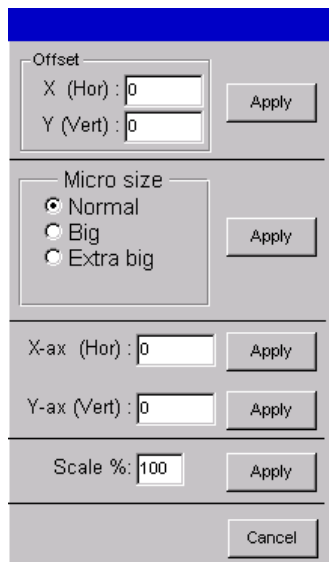 Offset
X (Hor) : 0
Apply
Y (Vert) : 0
Micro size
Normal
Big
Apply
Extra big
X-ax (Hor) : 0 Apply
Y-ax (Vert) : 0 Apply
Scale %: 100 Apply
Cancel